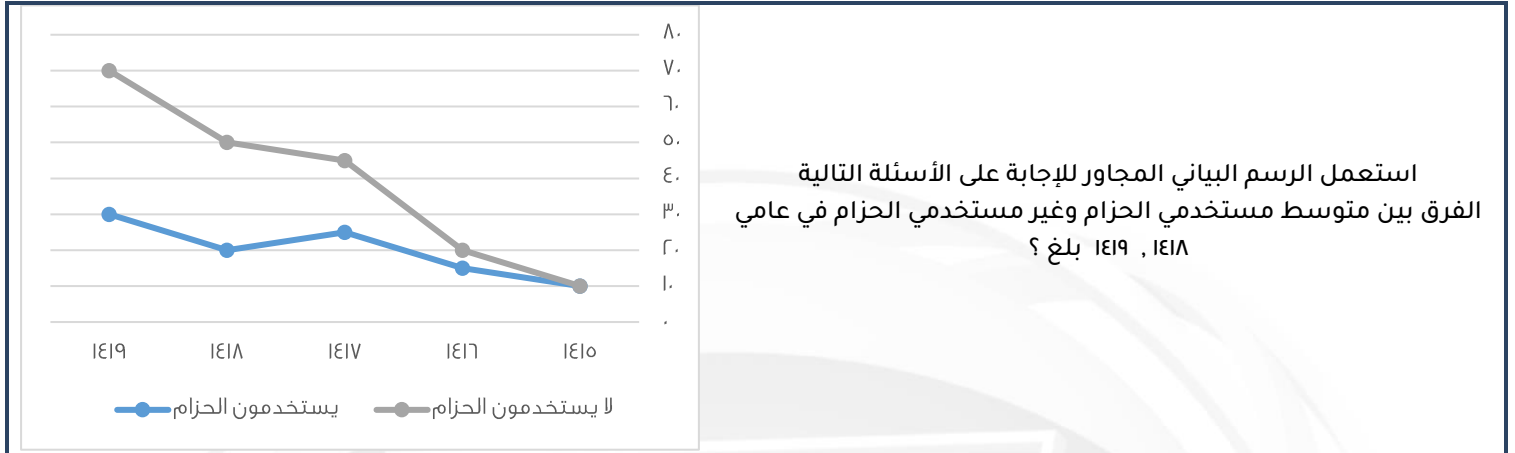 استعمل الرسم البياني المجاور للإجابة على الأسئلة التالية
الفرق بين متوسط مستخدمي الحزام وغير مستخدمي الحزام في عامي
١٤١٨ , ١٤١٩ بلغ ؟
٨٠
٧٠
٦٠
٥٠
٤٠
٣٠
٢٠
١٠
٠
١٤١٥
١٤١٦
١٤١٧
١٤١٨
١٤١٩
لا يستخدمون الحزام
يستخدمون الحزام